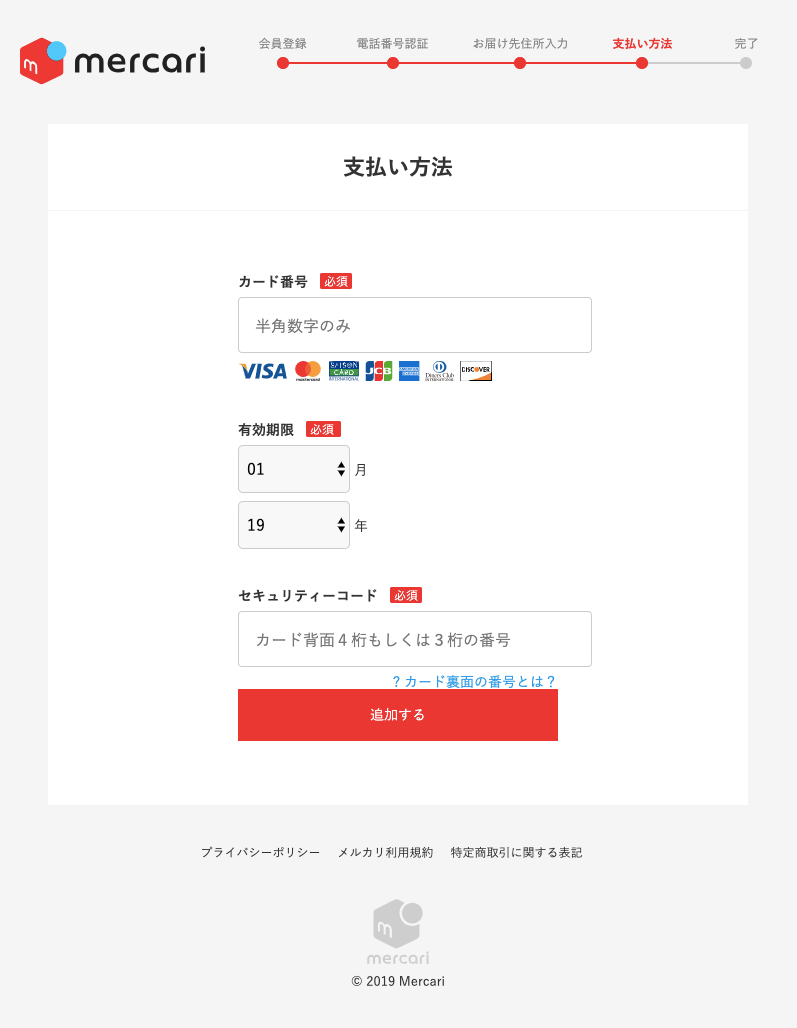 mercari
会員登録 電話番号認証 お届け先住所入力 支払い方法 完了
支払い方法
カード番号 必須
半角数字のみ
VISA mastercard SAISON CARD INTERNATIONAL JCB AMERICAN EXPRESS Diners Club INTERNATIONAL DISCOVER
有効期限 必須
01 月
19 年
セキュリティーコード 必須
カード背面４桁もしくは３桁の番号
？カード裏面の番号とは？
追加する
プライバシーポリシー メルカリ利用規約 特定商取引に関する表記
mercari
© 2019 Mercari